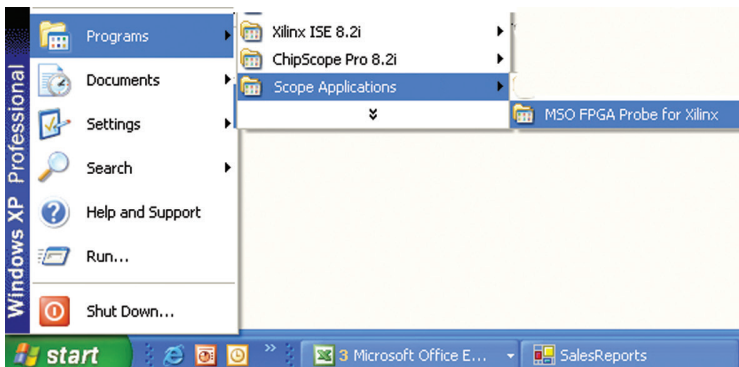 Windows XP Professional
Programs
Documents
Settings
Search
Help and Support
Run...
Shut Down...
Xilinx ISE 8.2i
ChipScope Pro 8.2i
Scope Applications
MSO FPGA Probe for Xilinx
start
3 Microsoft Office E...
SalesReports